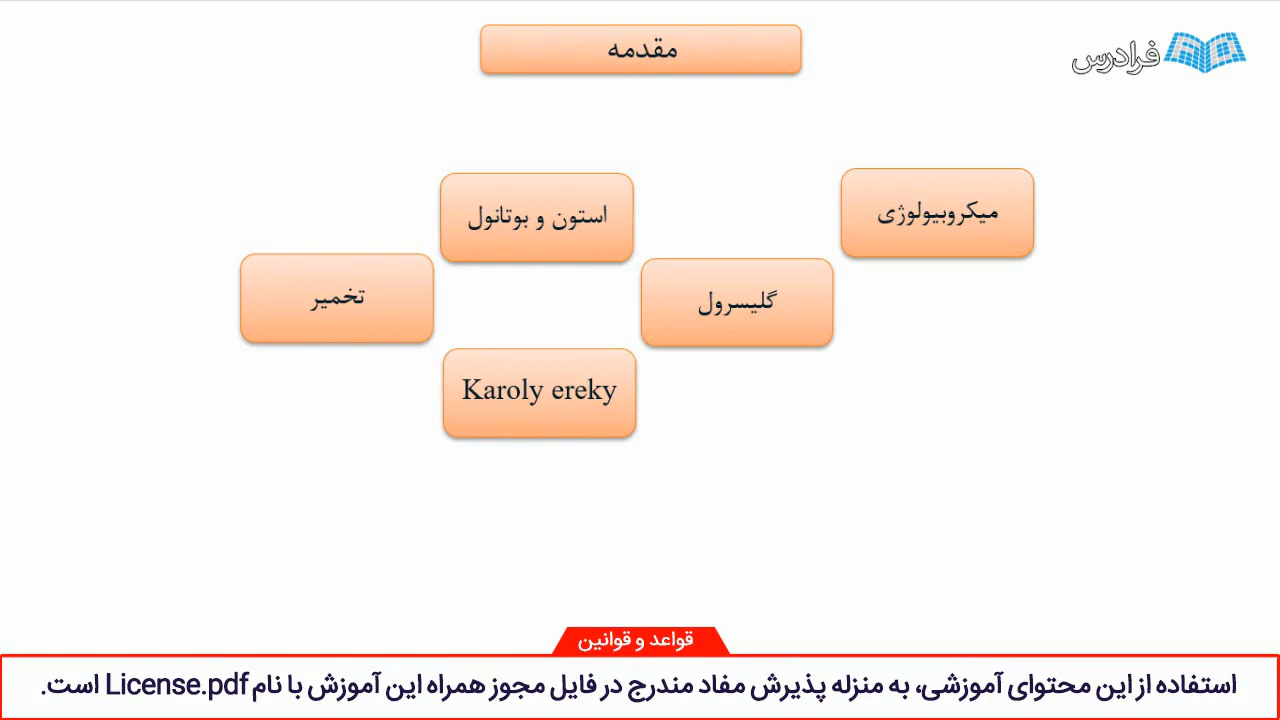 مقدمه
فرادرس
میکروبیولوژی
استون و بوتانول
گلیسرول
تخمیر
Karoly ereky
قواعد و قوانین
استفاده از این محتوای آموزشی، به منزله پذیرش مفاد مندرج در فایل مجوز همراه این آموزش با نام License.pdf است.